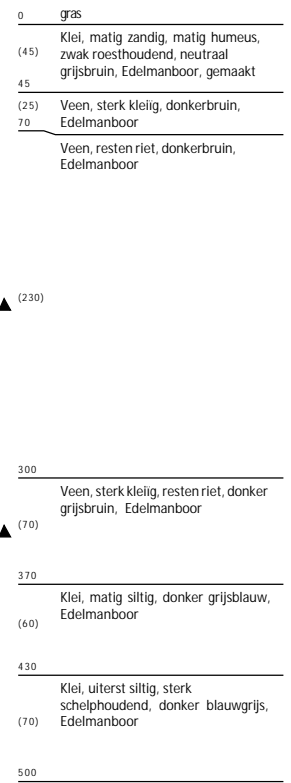 0 gras
Klei, matig zandig, matig humeus,
(45) zwak roesthoudend, neutraal
grijsbruin, Edelmanboor, gemaakt
45
(25) Veen, sterk kleiïg, donkerbruin,
70 Edelmanboor
Veen, resten riet, donkerbruin,
Edelmanboor
(230)
300
Veen, sterk kleiïg, resten riet, donker
grijsbruin, Edelmanboor
(70)
370
Klei, matig siltig, donker grijsblauw,
(60) Edelmanboor
430
Klei, uiterst siltig, sterk
schelphoudend, donker blauwgrijs,
(70) Edelmanboor
500